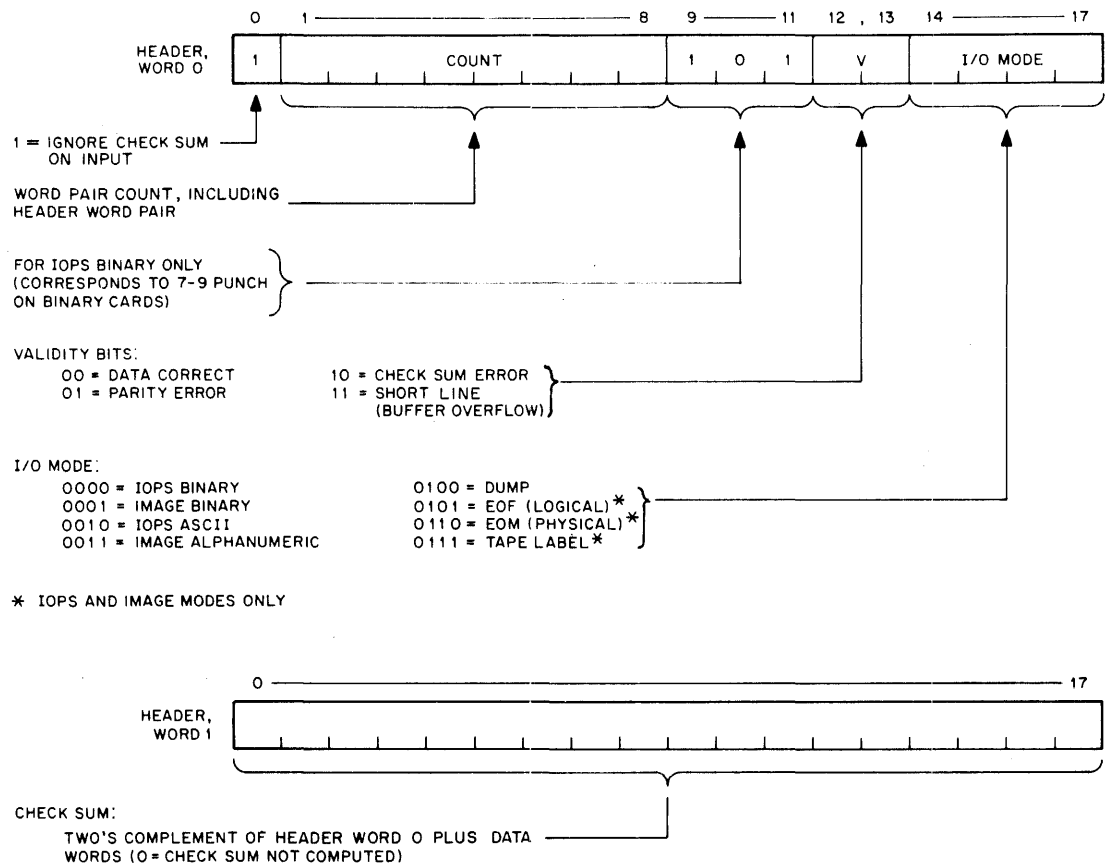 0 1 8 9 11 12 , 13 14 17
HEADER,
WORD 0
1 COUNT 1 0 1 V I/O MODE
1 = IGNORE CHECK SUM
ON INPUT
WORD PAIR COUNT, INCLUDING
HEADER WORD PAIR
FOR IOPS BINARY ONLY
(CORRESPONDS TO 7-9 PUNCH
ON BINARY CARDS)
VALIDITY BITS:
00 = DATA CORRECT 10 = CHECK SUM ERROR
01 = PARITY ERROR 11 = SHORT LINE
(BUFFER OVERFLOW)
I/O MODE:
0000 = IOPS BINARY 0100 = DUMP
0001 = IMAGE BINARY 0101 = EOF (LOGICAL)*
0010 = IOPS ASCII 0110 = EOM (PHYSICAL)*
0011 = IMAGE ALPHANUMERIC 0111 = TAPE LABEL*
* IOPS AND IMAGE MODES ONLY
0 17
HEADER,
WORD 1
CHECK SUM:
TWO'S COMPLEMENT OF HEADER WORD 0 PLUS DATA
WORDS (0 = CHECK SUM NOT COMPUTED)